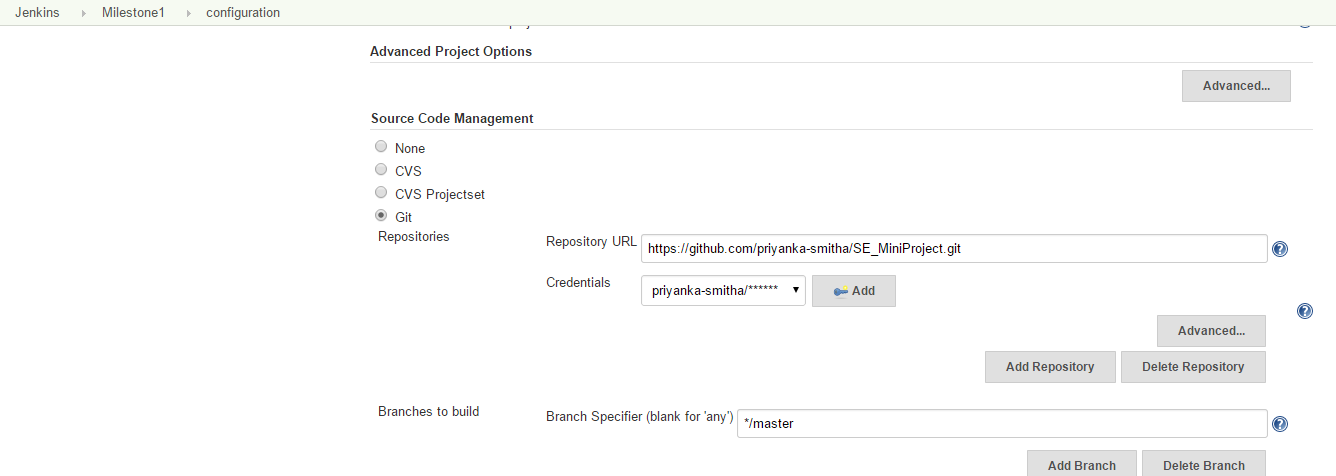 Jenkins Milestone1 configuration
Advanced Project Options
Advanced...
Source Code Management
None
CVS
CVS Projectset
Git
Repositories Repository URL https://github.com/priyanka-smitha/SE_MiniProject.git
Credentials priyanka-smitha/****** Add
Advanced...
Add Repository Delete Repository
Branches to build Branch Specifier (blank for 'any') */master
Add Branch Delete Branch